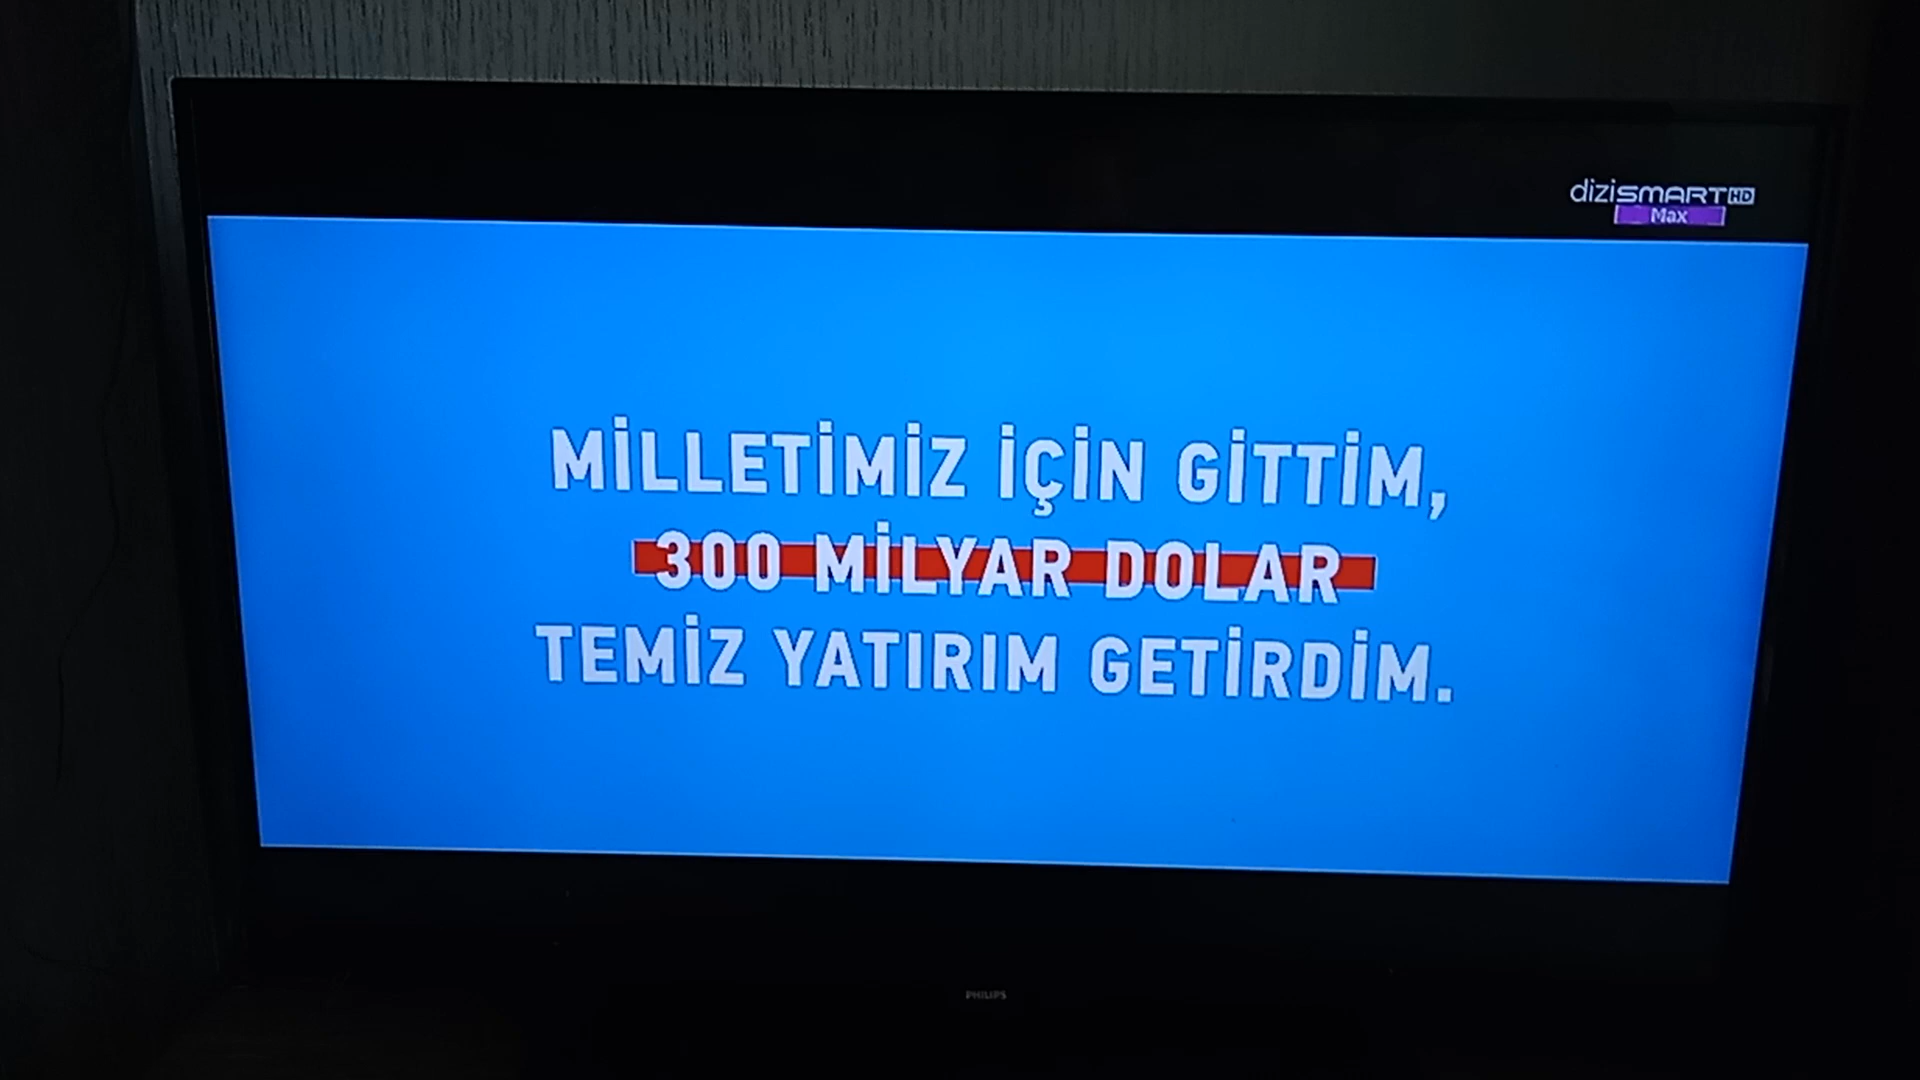 diziSMART HD
Max
MİLLETİMİZ İÇİN GİTTİM,
300 MİLYAR DOLAR
TEMİZ YATIRIM GETİRDİM.
PHILIPS